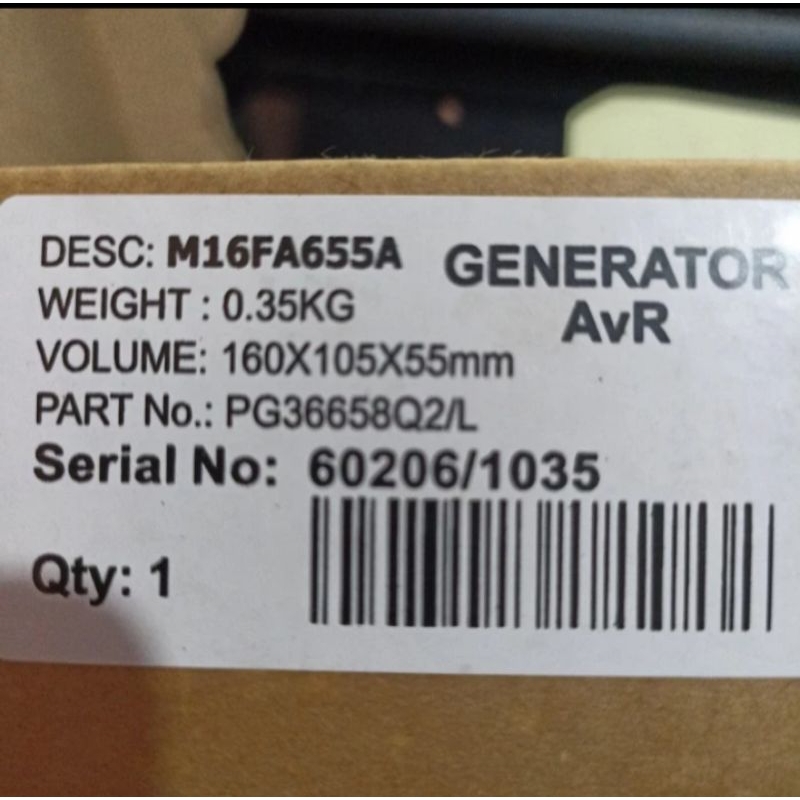 DESC: M16FA655A
GENERATOR
AvR
WEIGHT : 0.35KG
VOLUME: 160X105X55mm
PART No.: PG36658Q2/L
Serial No: 60206/1035
Qty: 1